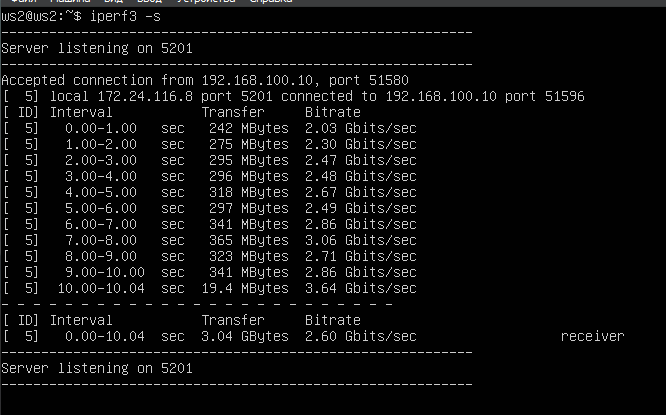 Файл Машина Вид Ввод Устройства Справка
ws2@ws2:~$ iperf3 -s
-----------------------------------------------------------
Server listening on 5201
-----------------------------------------------------------
Accepted connection from 192.168.100.10, port 51580
[  5] local 172.24.116.8 port 5201 connected to 192.168.100.10 port 51596
[ ID] Interval           Transfer     Bitrate
[  5]   0.00-1.00   sec   242 MBytes  2.03 Gbits/sec
[  5]   1.00-2.00   sec   275 MBytes  2.30 Gbits/sec
[  5]   2.00-3.00   sec   295 MBytes  2.47 Gbits/sec
[  5]   3.00-4.00   sec   296 MBytes  2.48 Gbits/sec
[  5]   4.00-5.00   sec   318 MBytes  2.67 Gbits/sec
[  5]   5.00-6.00   sec   297 MBytes  2.49 Gbits/sec
[  5]   6.00-7.00   sec   341 MBytes  2.86 Gbits/sec
[  5]   7.00-8.00   sec   365 MBytes  3.06 Gbits/sec
[  5]   8.00-9.00   sec   323 MBytes  2.71 Gbits/sec
[  5]   9.00-10.00  sec   341 MBytes  2.86 Gbits/sec
[  5]  10.00-10.04  sec  19.4 MBytes  3.64 Gbits/sec
- - - - - - - - - - - - - - - - - - - - - - - - -
[ ID] Interval           Transfer     Bitrate
[  5]   0.00-10.04  sec  3.04 GBytes  2.60 Gbits/sec                  receiver
-----------------------------------------------------------
Server listening on 5201
-----------------------------------------------------------